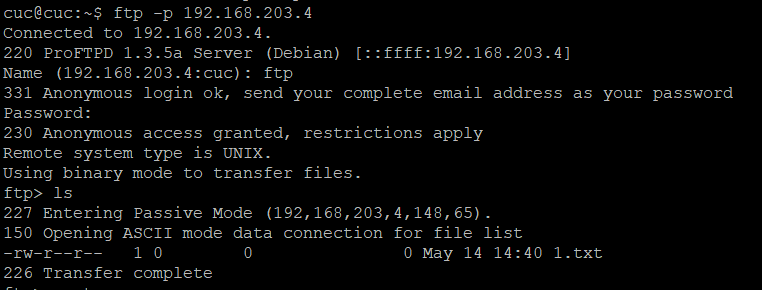 cuc@cuc:~$ ftp -p 192.168.203.4
Connected to 192.168.203.4.
220 ProFTPD 1.3.5a Server (Debian) [::ffff:192.168.203.4]
Name (192.168.203.4:cuc): ftp
331 Anonymous login ok, send your complete email address as your password
Password:
230 Anonymous access granted, restrictions apply
Remote system type is UNIX.
Using binary mode to transfer files.
ftp> ls
227 Entering Passive Mode (192,168,203,4,148,65).
150 Opening ASCII mode data connection for file list
-rw-r--r--   1 0        0               0 May 14 14:40 1.txt
226 Transfer complete